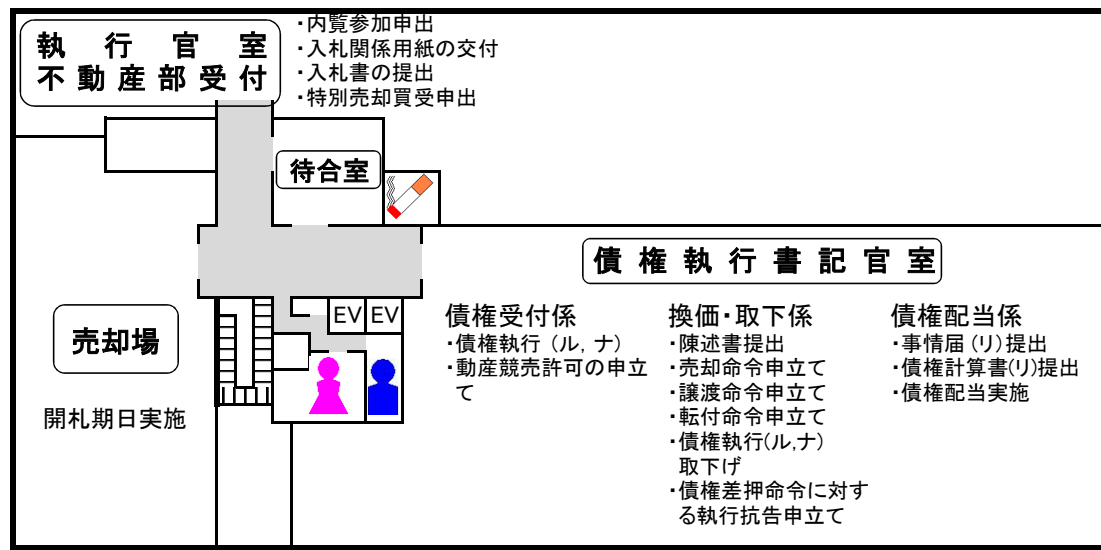 執行官室
不動産部受付
・内覧参加申出
・入札関係用紙の交付
・入札書の提出
・特別売却買受申出
待合室
債権執行書記官室
売却場
開札期日実施
EV EV
債権受付係
・債権執行 (ル, ナ)
・動産競売許可の申立
て
換価・取下係
・陳述書提出
・売却命令申立て
・譲渡命令申立て
・転付命令申立て
・債権執行(ル,ナ)
取下げ
・債権差押命令に対す
る執行抗告申立て
債権配当係
・事情届 (リ) 提出
・債権計算書(リ)提出
・債権配当実施